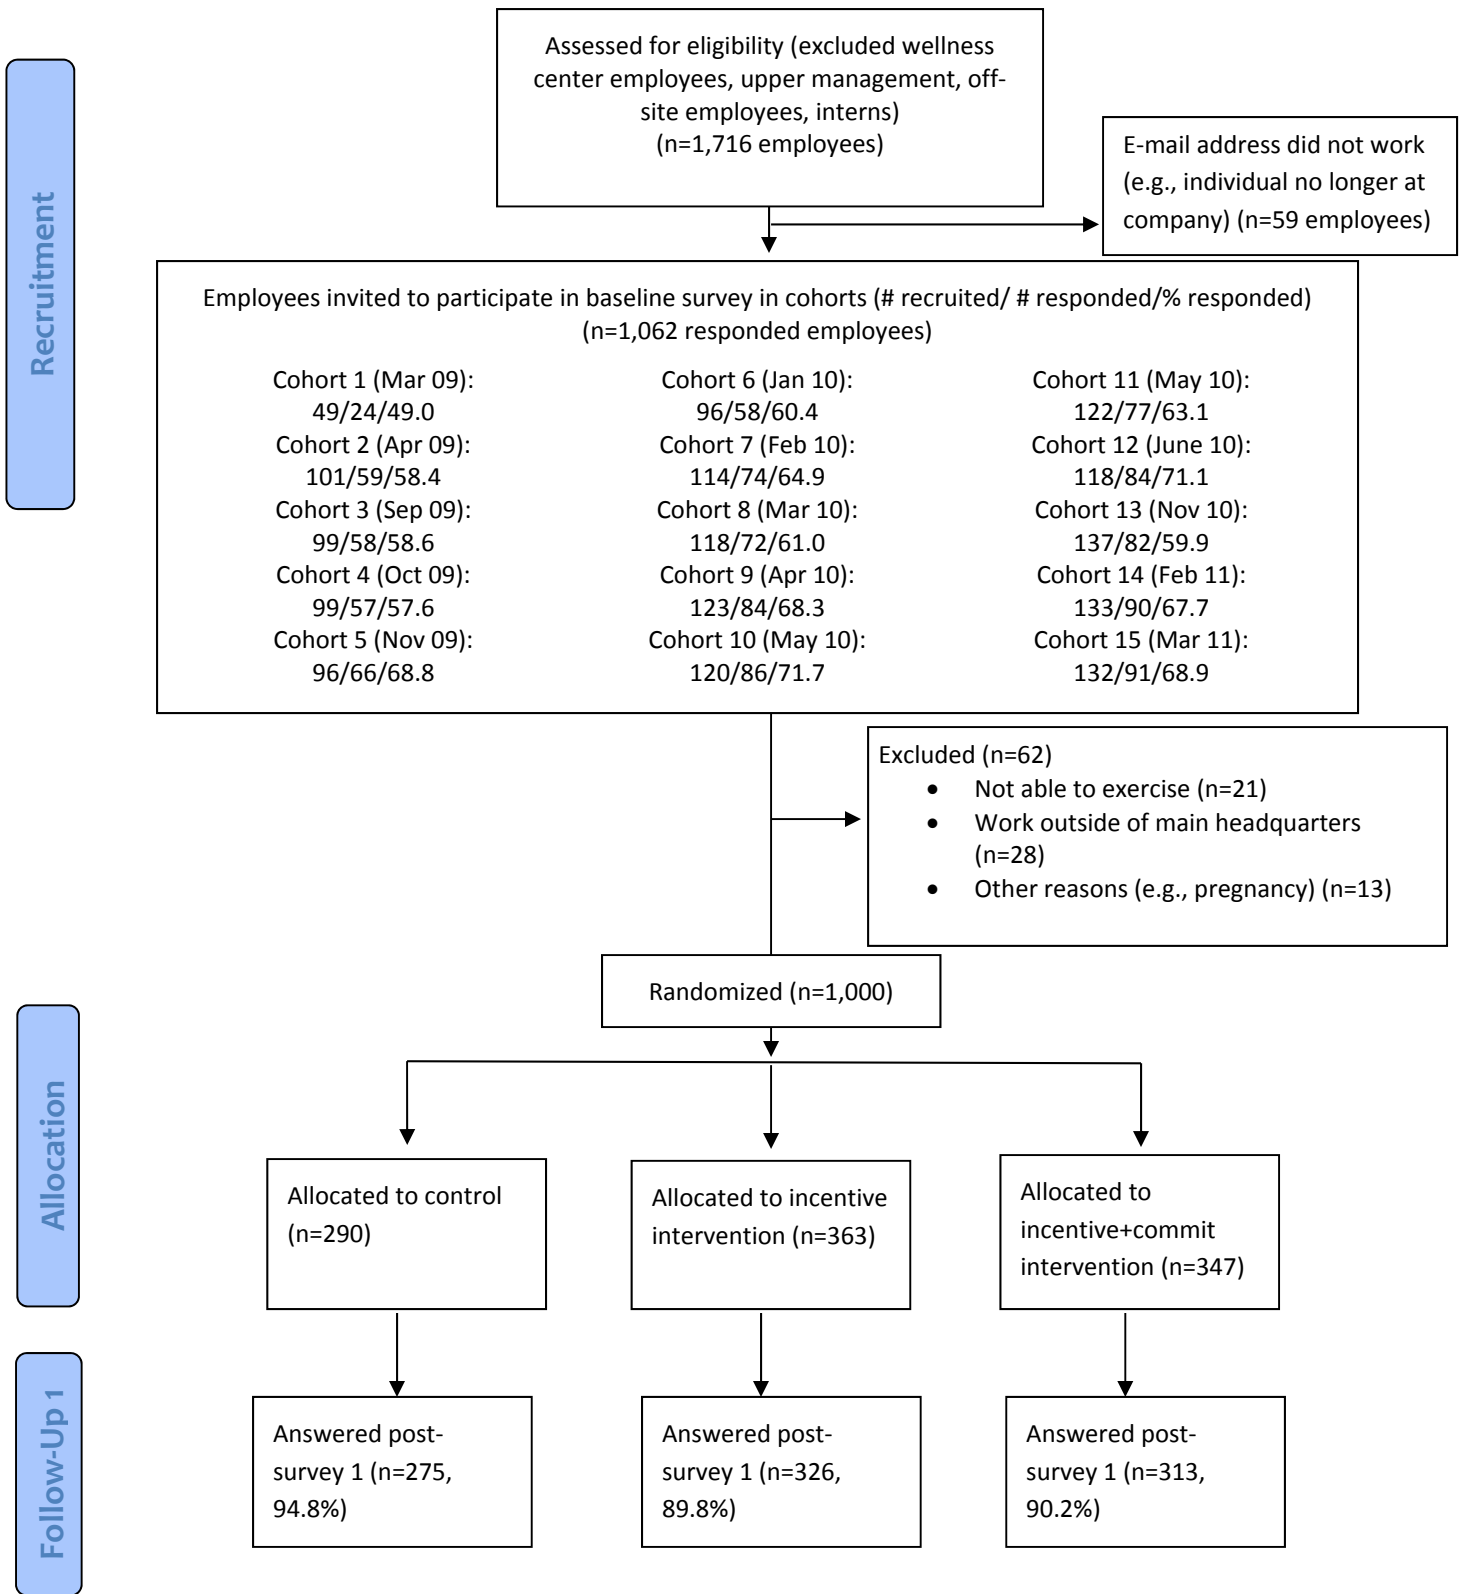 Assessed for eligibility (excluded wellness
center employees, upper management, off-
site employees, interns)
(n=1,716 employees)
E-mail address did not work
(e.g., individual no longer at
company) (n=59 employees)
Recruitment
Employees invited to participate in baseline survey in cohorts (# recruited/ # responded/% responded)
(n=1,062 responded employees)
Cohort 1 (Mar 09):
49/24/49.0
Cohort 2 (Apr 09):
101/59/58.4
Cohort 3 (Sep 09):
99/58/58.6
Cohort 4 (Oct 09):
99/57/57.6
Cohort 5 (Nov 09):
96/66/68.8
Cohort 6 (Jan 10):
96/58/60.4
Cohort 7 (Feb 10):
114/74/64.9
Cohort 8 (Mar 10):
118/72/61.0
Cohort 9 (Apr 10):
123/84/68.3
Cohort 10 (May 10):
120/86/71.7
Cohort 11 (May 10):
122/77/63.1
Cohort 12 (June 10):
118/84/71.1
Cohort 13 (Nov 10):
137/82/59.9
Cohort 14 (Feb 11):
133/90/67.7
Cohort 15 (Mar 11):
132/91/68.9
Excluded (n=62)
• Not able to exercise (n=21)
• Work outside of main headquarters
(n=28)
• Other reasons (e.g., pregnancy) (n=13)
Randomized (n=1,000)
Allocation
Allocated to control
(n=290)
Allocated to incentive
intervention (n=363)
Allocated to
incentive+commit
intervention (n=347)
Follow-Up 1
Answered post-
survey 1 (n=275,
94.8%)
Answered post-
survey 1 (n=326,
89.8%)
Answered post-
survey 1 (n=313,
90.2%)